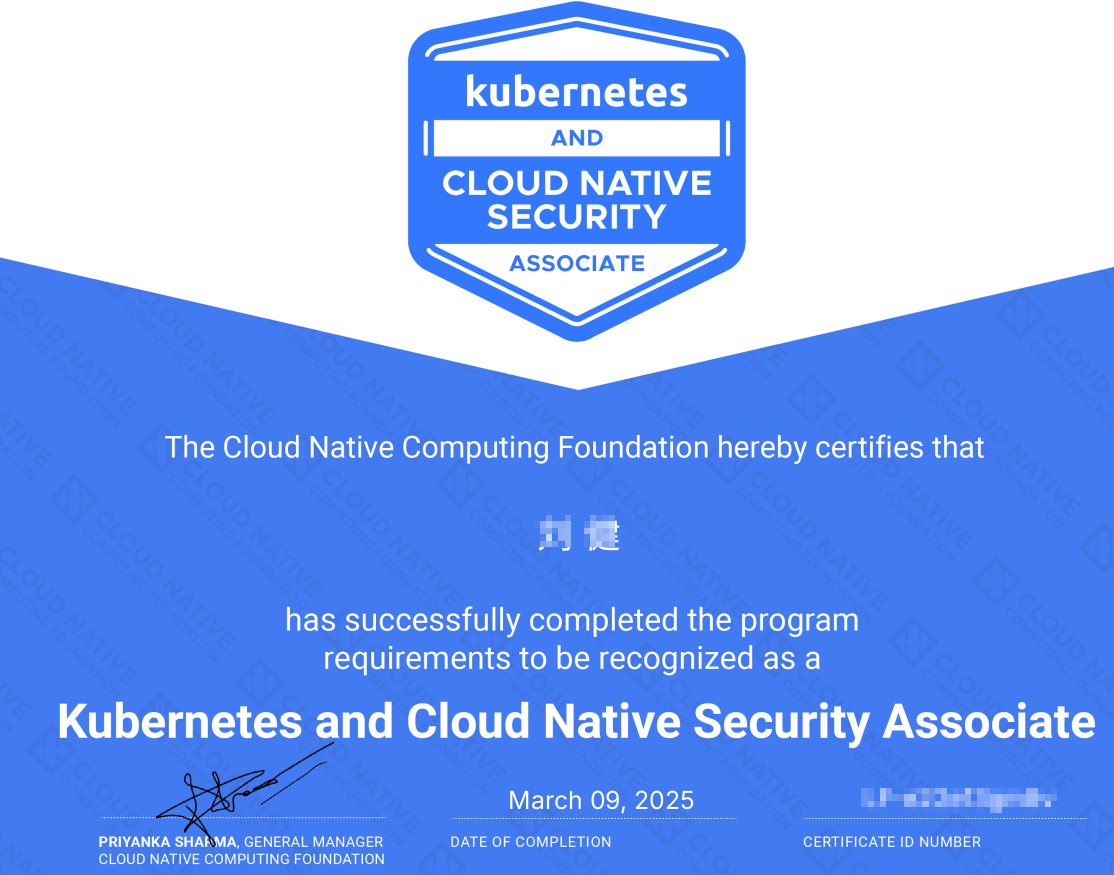 kubernetes
AND
CLOUD NATIVE
SECURITY
ASSOCIATE
The Cloud Native Computing Foundation hereby certifies that
has successfully completed the program
requirements to be recognized as a
Kubernetes and Cloud Native Security Associate
March 09, 2025
PRIYANKA SHARMA, GENERAL MANAGER
CLOUD NATIVE COMPUTING FOUNDATION
DATE OF COMPLETION
CERTIFICATE ID NUMBER